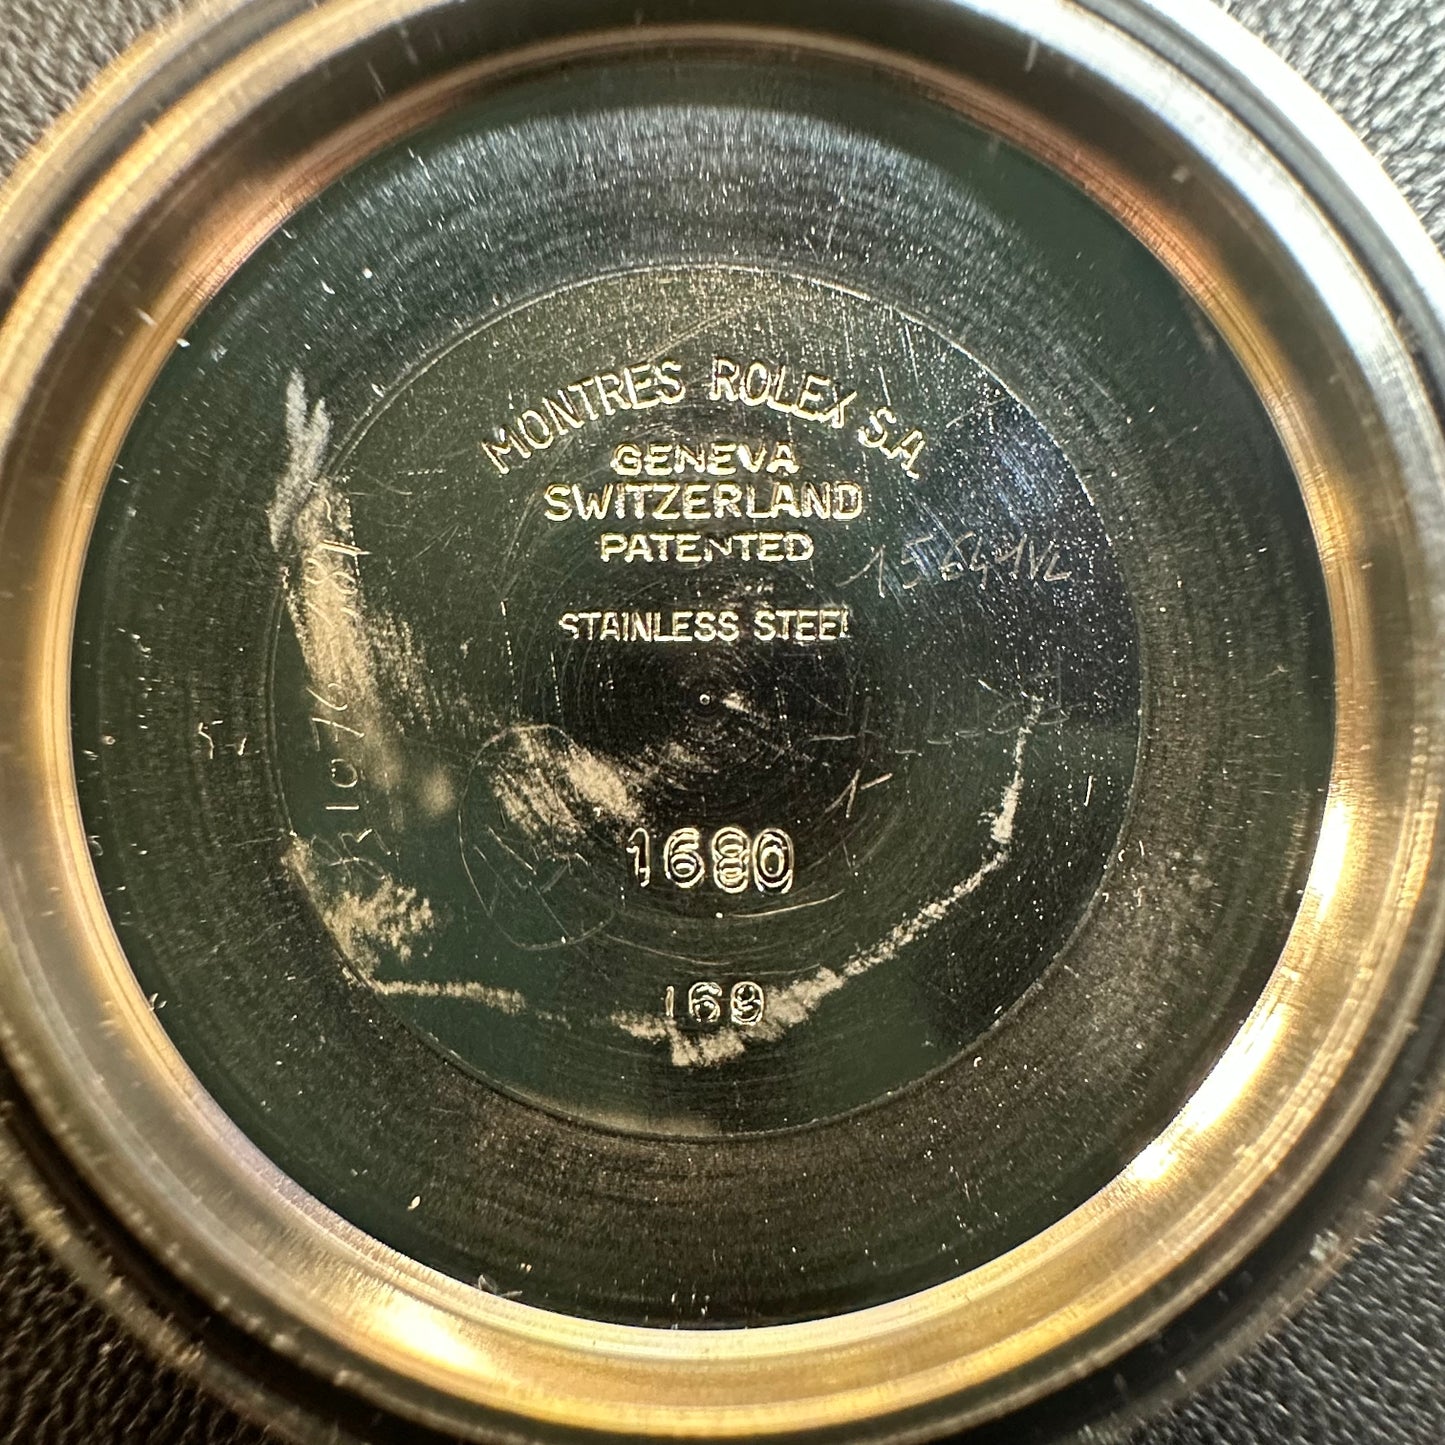 MONTRES ROLEX S.A.
GENEVA
SWITZERLAND
PATENTED
STAINLESS STEEL
1680
169